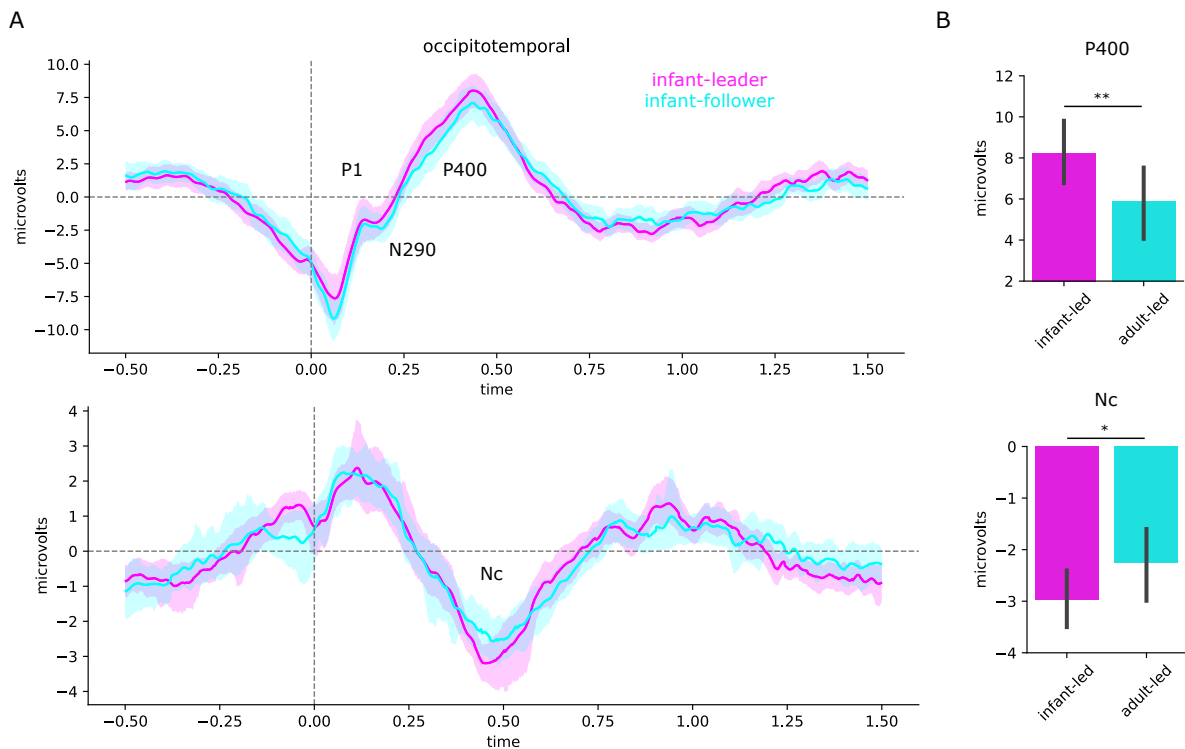 A
occipitotemporal
infant-leader
infant-follower
10.0
7.5
5.0
2.5
0.0
−2.5
−5.0
−7.5
−10.0
microvolts
P1
P400
N290
−0.50
−0.25
0.00
0.25
0.50
0.75
1.00
1.25
1.50
time
4
3
2
1
0
−1
−2
−3
−4
microvolts
Nc
−0.50
−0.25
0.00
0.25
0.50
0.75
1.00
1.25
1.50
time
B
P400
12
10
8
6
4
2
microvolts
**
infant-led
adult-led
Nc
0
−1
−2
−3
−4
microvolts
*
infant-led
adult-led